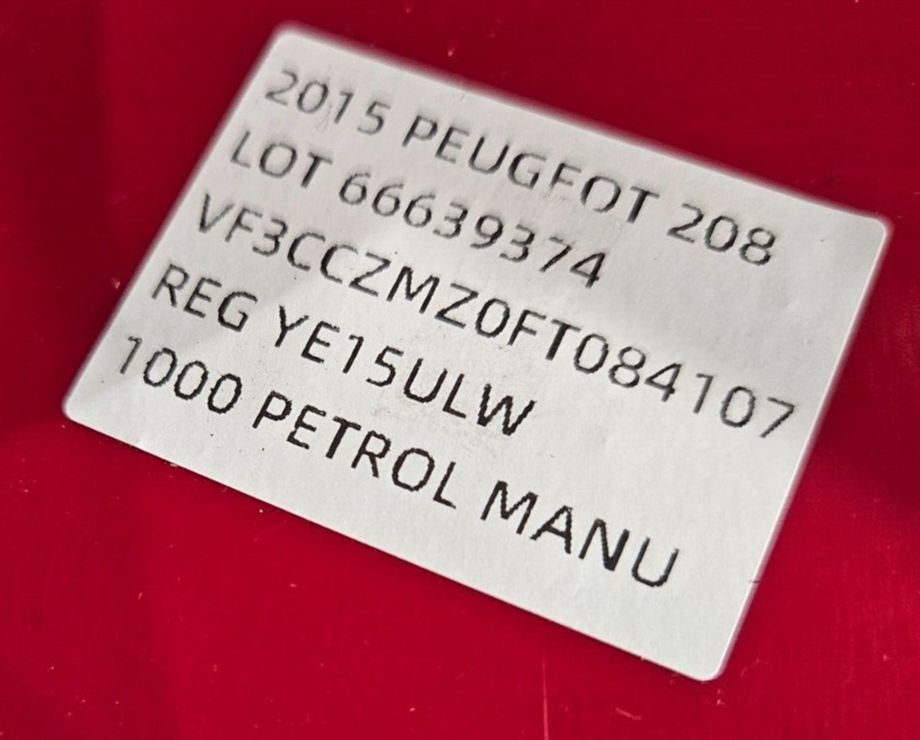 2015 PEUGEOT 208
LOT 66639374
VF3CCZMZ0FT084107
REG YE15ULW
1000 PETROL MANU